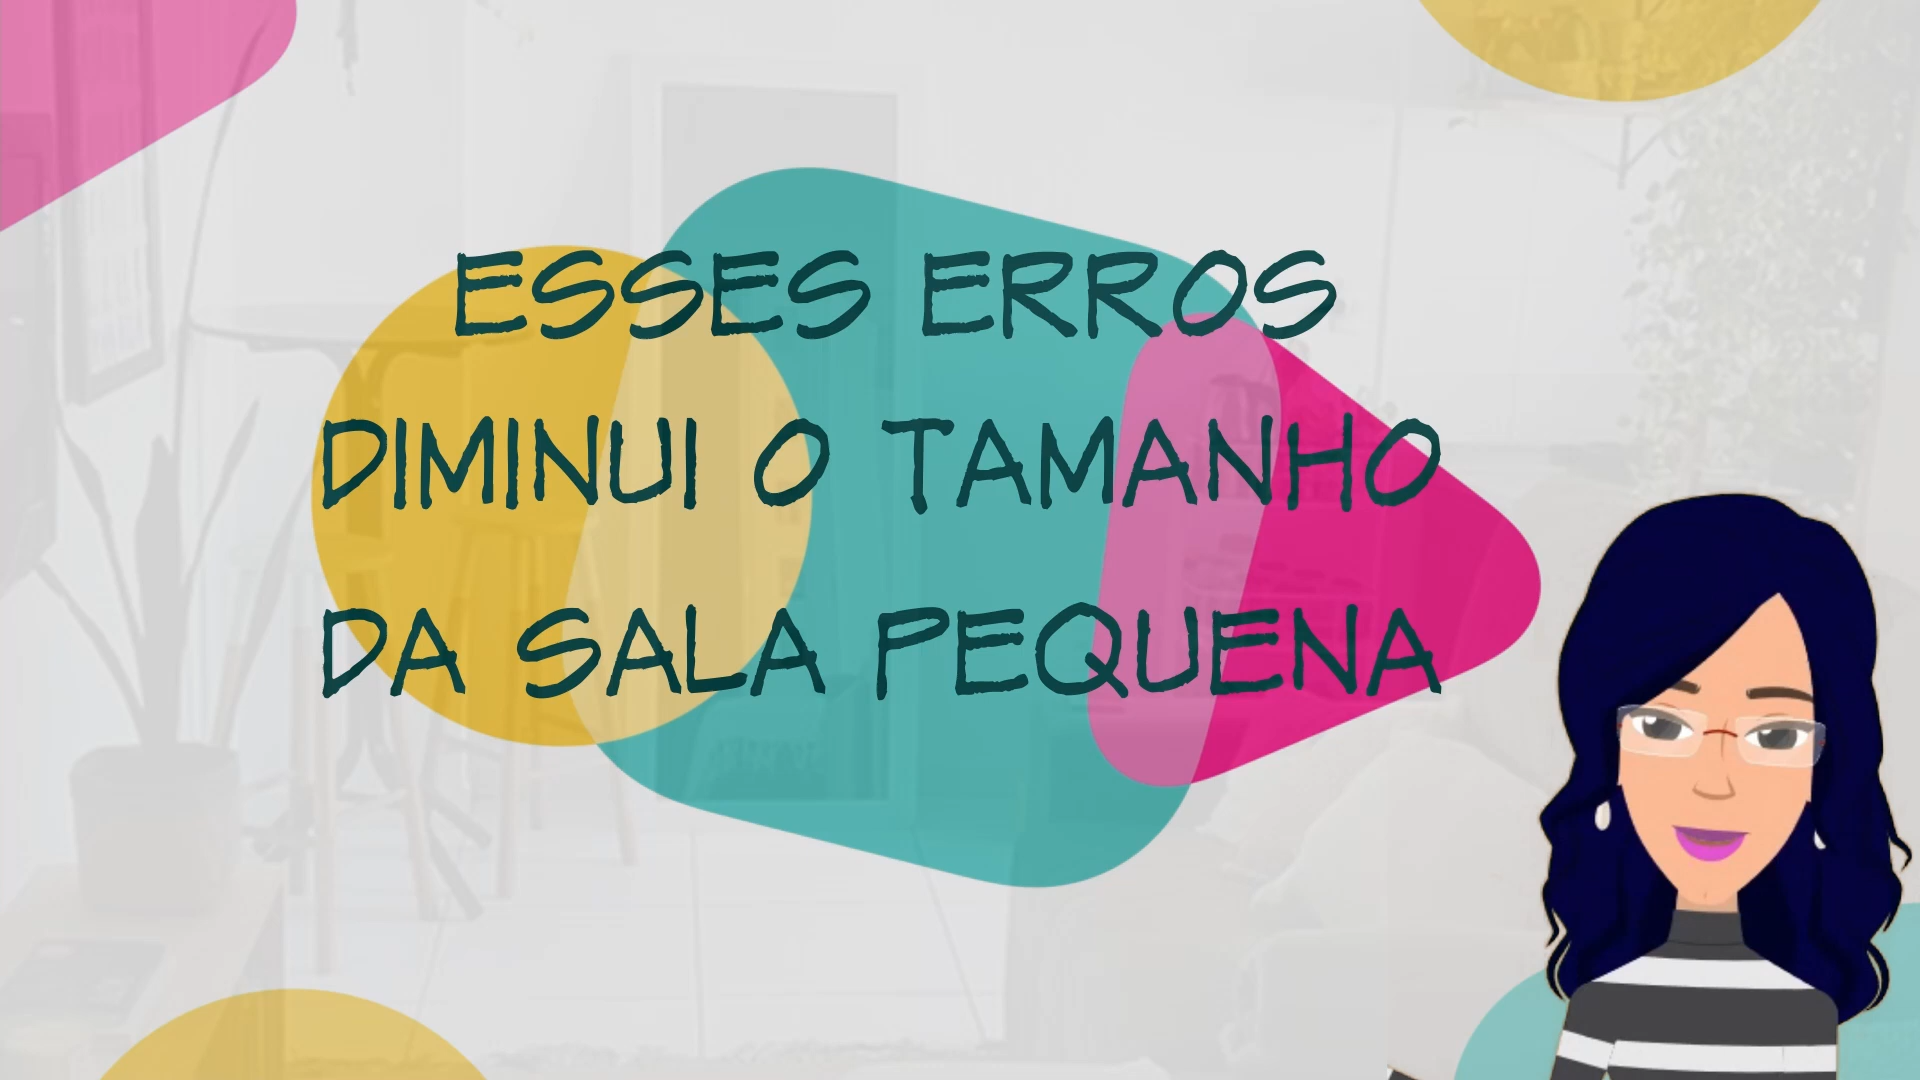 ESSES ERROS
DIMINUI O TAMANHO
DA SALA PEQUENA